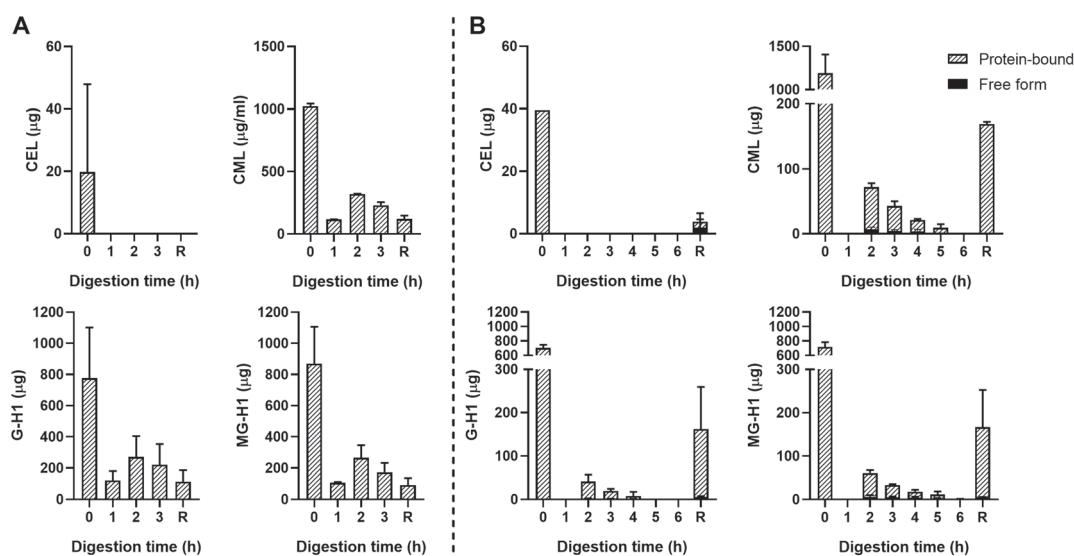 A
B
CEL (µg)
60
40
20
0
0 1 2 3 R
Digestion time (h)
CML (µg/ml)
1500
1000
500
0
0 1 2 3 R
Digestion time (h)
CEL (µg)
60
40
20
0
0 1 2 3 4 5 6 R
Digestion time (h)
CML (µg)
1500
1000
200
100
0
0 1 2 3 4 5 6 R
Digestion time (h)
Protein-bound
Free form
G-H1 (µg)
1200
1000
800
600
400
200
0
0 1 2 3 R
Digestion time (h)
MG-H1 (µg)
1200
1000
800
600
400
200
0
0 1 2 3 R
Digestion time (h)
G-H1 (µg)
1200
1000
800
600
300
200
100
0
0 1 2 3 4 5 6 R
Digestion time (h)
MG-H1 (µg)
1200
1000
800
600
300
200
100
0
0 1 2 3 4 5 6 R
Digestion time (h)